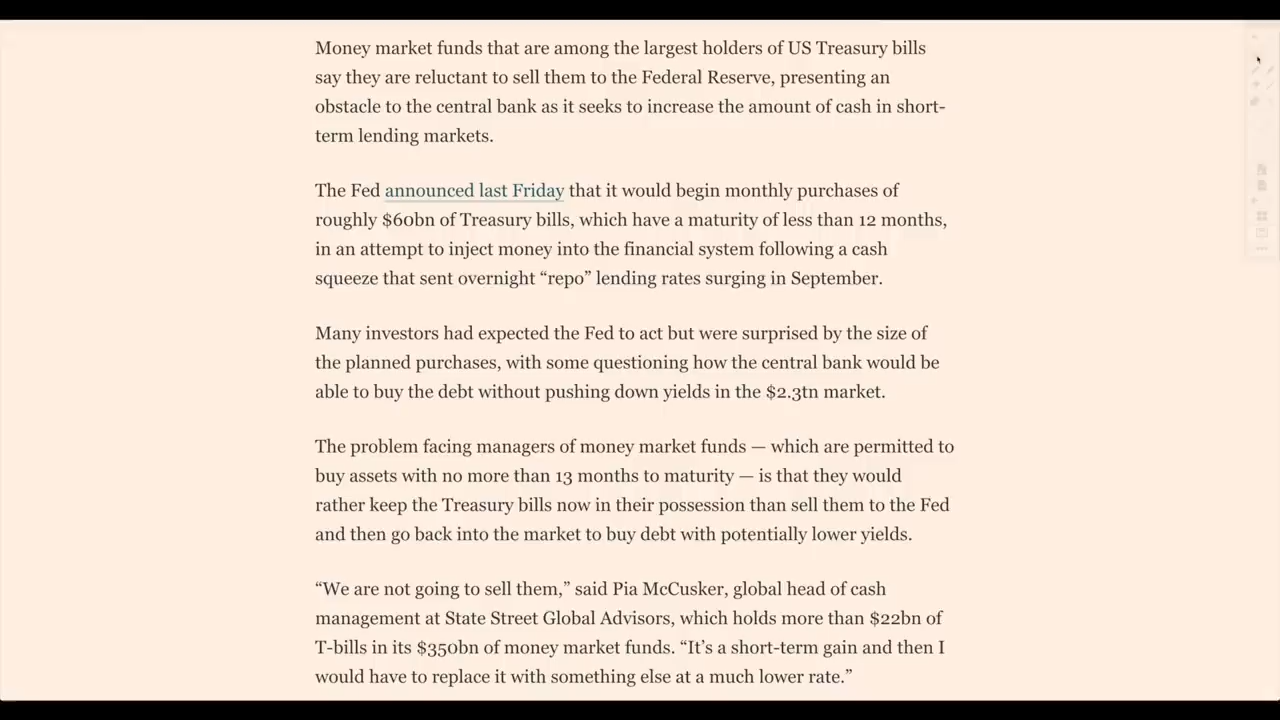 Money market funds that are among the largest holders of US Treasury bills
say they are reluctant to sell them to the Federal Reserve, presenting an
obstacle to the central bank as it seeks to increase the amount of cash in short-
term lending markets.
The Fed announced last Friday that it would begin monthly purchases of
roughly $60bn of Treasury bills, which have a maturity of less than 12 months,
in an attempt to inject money into the financial system following a cash
squeeze that sent overnight “repo” lending rates surging in September.
Many investors had expected the Fed to act but were surprised by the size of
the planned purchases, with some questioning how the central bank would be
able to buy the debt without pushing down yields in the $2.3tn market.
The problem facing managers of money market funds — which are permitted to
buy assets with no more than 13 months to maturity — is that they would
rather keep the Treasury bills now in their possession than sell them to the Fed
and then go back into the market to buy debt with potentially lower yields.
“We are not going to sell them,” said Pia McCusker, global head of cash
management at State Street Global Advisors, which holds more than $22bn of
T-bills in its $350bn of money market funds. “It’s a short-term gain and then I
would have to replace it with something else at a much lower rate.”